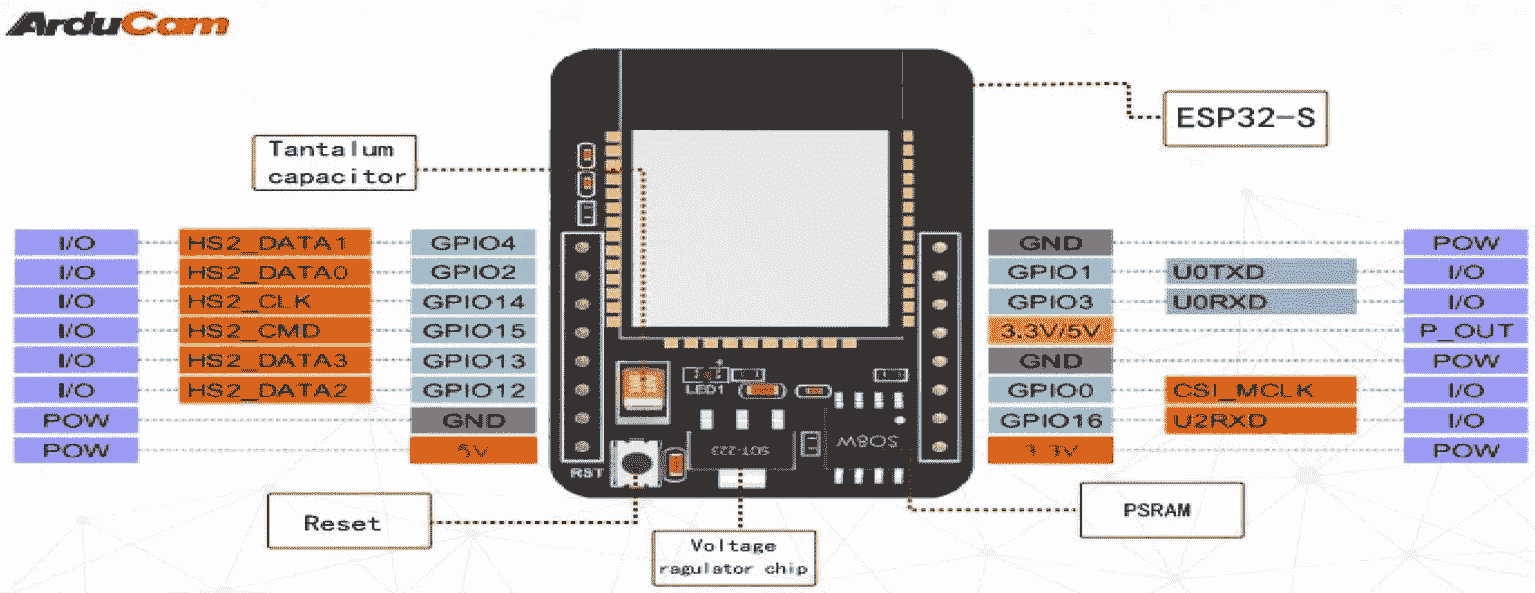 ArduCam
ESP32-S
Tantalum
capacitor
I/O HS2_DATA1 GPIO4 GND POW
I/O HS2_DATA0 GPIO2 GPIO1 U0TXD I/O
I/O HS2_CLK GPIO14 GPIO3 U0RXD I/O
I/O HS2_CMD GPIO15 3.3V/5V P_OUT
I/O HS2_DATA3 GPIO13 GND POW
I/O HS2_DATA2 GPIO12 GPIO0 CSI_MCLK I/O
POW GND GPIO16 U2RXD I/O
POW 5V 3.3V POW
LED1
SO8W
SOT-223
RST
Reset
PSRAM
Voltage
ragulator chip